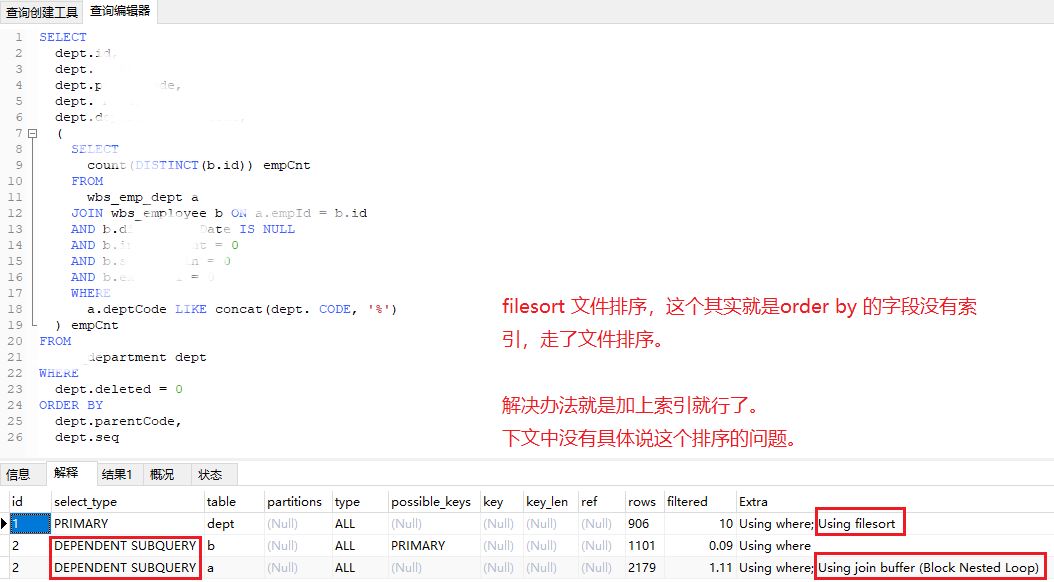 查询创建工具 查询编辑器
1 SELECT
2 dept.id,
3 dept.
4 dept.p de,
5 dept.
6 dept.d
7 (
8 SELECT
9 count(DISTINCT(b.id)) empCnt
10 FROM
11 wbs_emp_dept a
12 JOIN wbs_employee b ON a.empId = b.id
13 AND b.d Date IS NULL
14 AND b.i nt = 0
15 AND b.s n = 0
16 AND b.e = 0
17 WHERE
18 a.deptCode LIKE concat(dept. CODE, '%')
19 ) empCnt
20 FROM
21 department dept
22 WHERE
23 dept.deleted = 0
24 ORDER BY
25 dept.parentCode,
26 dept.seq
filesort 文件排序，这个其实就是order by 的字段没有索
引，走了文件排序。
解决办法就是加上索引就行了。
下文中没有具体说这个排序的问题。
信息 解释 结果1 概况 状态
id select_type table partitions type possible_keys key key_len ref rows filtered Extra
1 PRIMARY dept (Null) ALL (Null) (Null) (Null) (Null) 906 10 Using where; Using filesort
2 DEPENDENT SUBQUERY b (Null) ALL PRIMARY (Null) (Null) (Null) 1101 0.09 Using where
2 DEPENDENT SUBQUERY a (Null) ALL (Null) (Null) (Null) (Null) 2179 1.11 Using where; Using join buffer (Block Nested Loop)